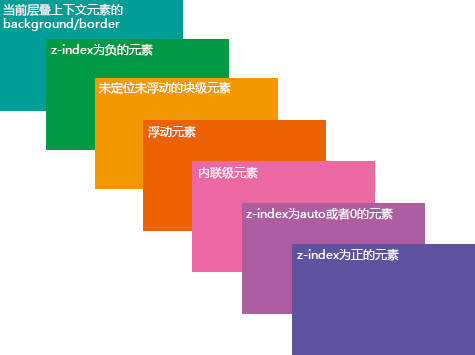 当前层叠上下文元素的
background/border
z-index为负的元素
未定位未浮动的块级元素
浮动元素
内联级元素
z-index为auto或者0的元素
z-index为正的元素